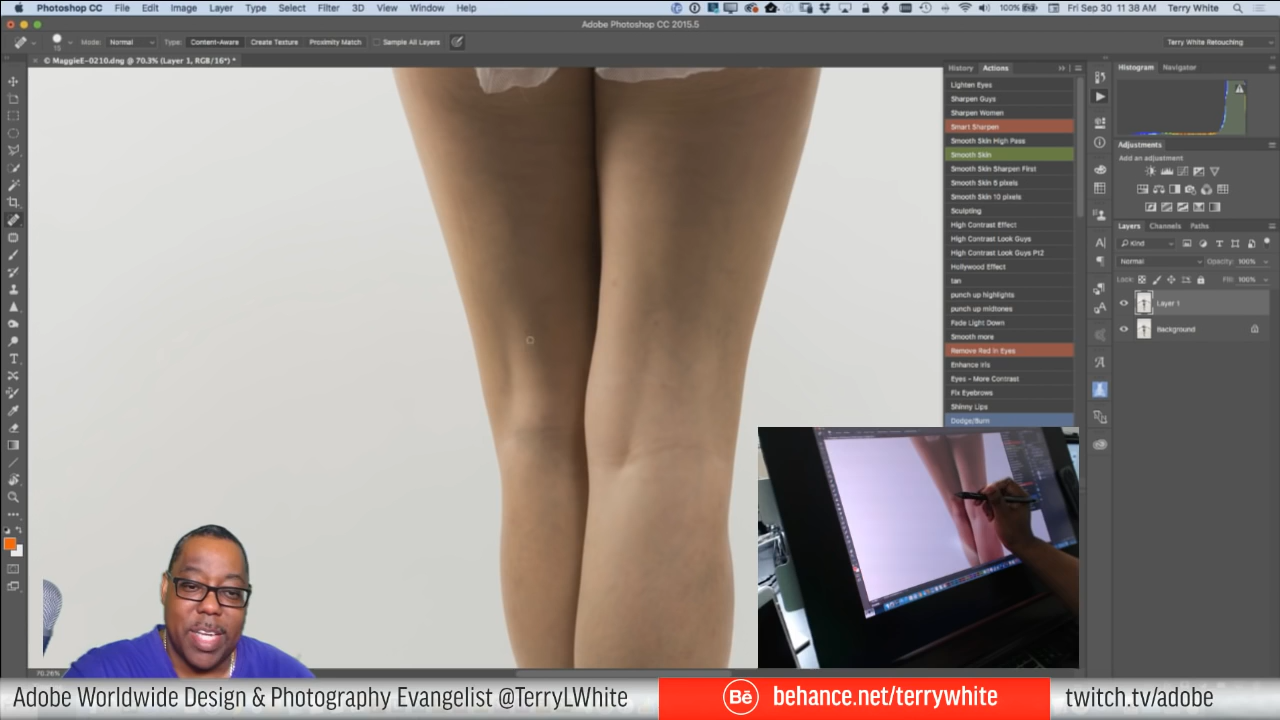 Photoshop CC File Edit Image Layer Type Select Filter 3D View Window Help 100% Fri Sep 30 11:38 AM Terry White
Adobe Photoshop CC 2015.5
15 Mode: Normal Type: Content-Aware Create Texture Proximity Match Sample All Layers Terry White Retouching
© MaggieE-0210.dng @ 70.3% (Layer 1, RGB/16*) *
History Actions
Lighten Eyes
Sharpen Guys
Sharpen Women
Smart Sharpen
Smooth Skin High Pass
Smooth Skin
Smooth Skin Sharpen First
Smooth Skin 5 pixels
Smooth Skin 10 pixels
Sculpting
High Contrast Effect
High Contrast Look Guys
High Contrast Look Guys Pt2
Hollywood Effect
tan
punch up highlights
punch up midtones
Fade Light Down
Smooth more
Remove Red in Eyes
Enhance Iris
Eyes - More Contrast
Fix Eyebrows
Shinny Lips
Dodge/Burn
Histogram Navigator
Adjustments
Add an adjustment
Layers Channels Paths
Kind
Normal Opacity: 100%
Lock: Fill: 100%
Layer 1
Background
70.26%
Adobe Worldwide Design & Photography Evangelist @TerryLWhite
Bē behance.net/terrywhite
twitch.tv/adobe